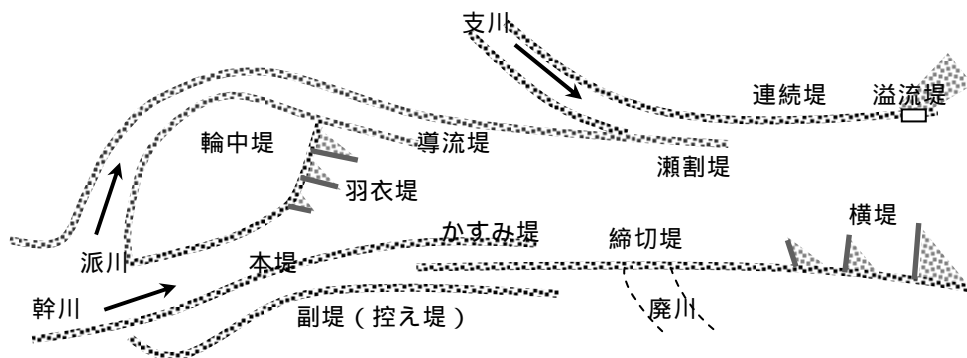 支川
連続堤
溢流堤
輪中堤
導流堤
瀬割堤
羽衣堤
横堤
かすみ堤
締切堤
派川
本堤
幹川
副堤（控え堤）
廃川